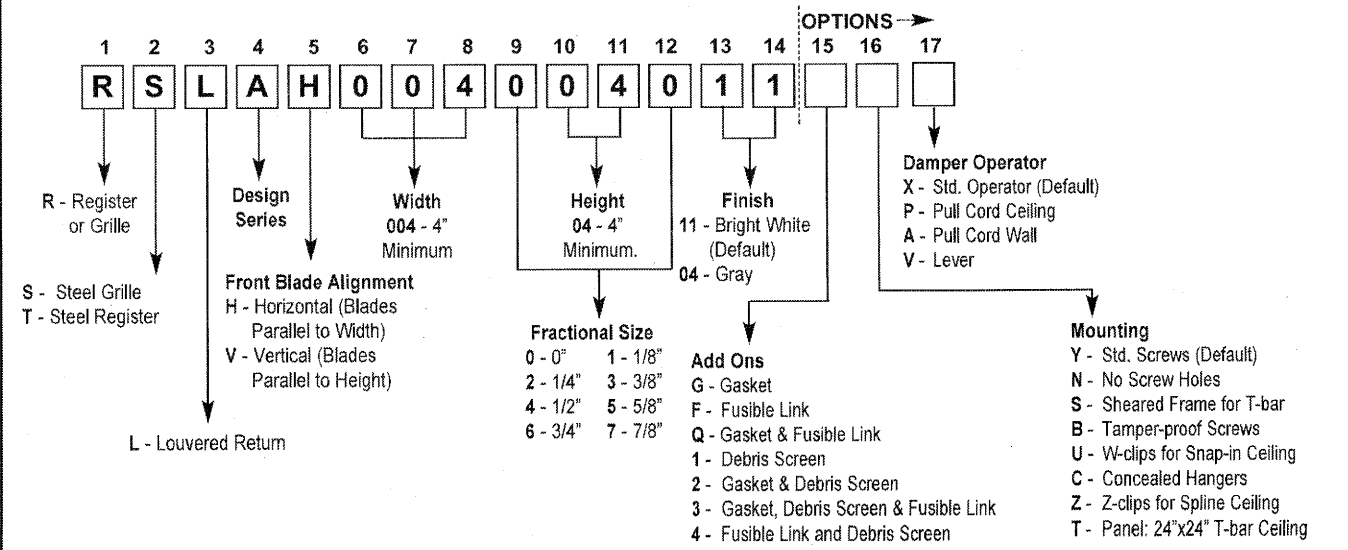 OPTIONS
1 2 3 4 5 6 7 8 9 10 11 12 13 14 15 16 17
R S L A H 0 0 4 0 0 4 0 1 1
R - Register
or Grille
S - Steel Grille
T - Steel Register
L - Louvered Return
Design
Series
Front Blade Alignment
H - Horizontal (Blades
Parallel to Width)
V - Vertical (Blades
Parallel to Height)
Width
004 - 4"
Minimum
Height
04 - 4"
Minimum.
Fractional Size
0 - 0" 1 - 1/8"
2 - 1/4" 3 - 3/8"
4 - 1/2" 5 - 5/8"
6 - 3/4" 7 - 7/8"
Finish
11 - Bright White
(Default)
04 - Gray
Add Ons
G - Gasket
F - Fusible Link
Q - Gasket & Fusible Link
1 - Debris Screen
2 - Gasket & Debris Screen
3 - Gasket, Debris Screen & Fusible Link
4 - Fusible Link and Debris Screen
Damper Operator
X - Std. Operator (Default)
P - Pull Cord Ceiling
A - Pull Cord Wall
V - Lever
Mounting
Y - Std. Screws (Default)
N - No Screw Holes
S - Sheared Frame for T-bar
B - Tamper-proof Screws
U - W-clips for Snap-in Ceiling
C - Concealed Hangers
Z - Z-clips for Spline Ceiling
T - Panel: 24"x24" T-bar Ceiling